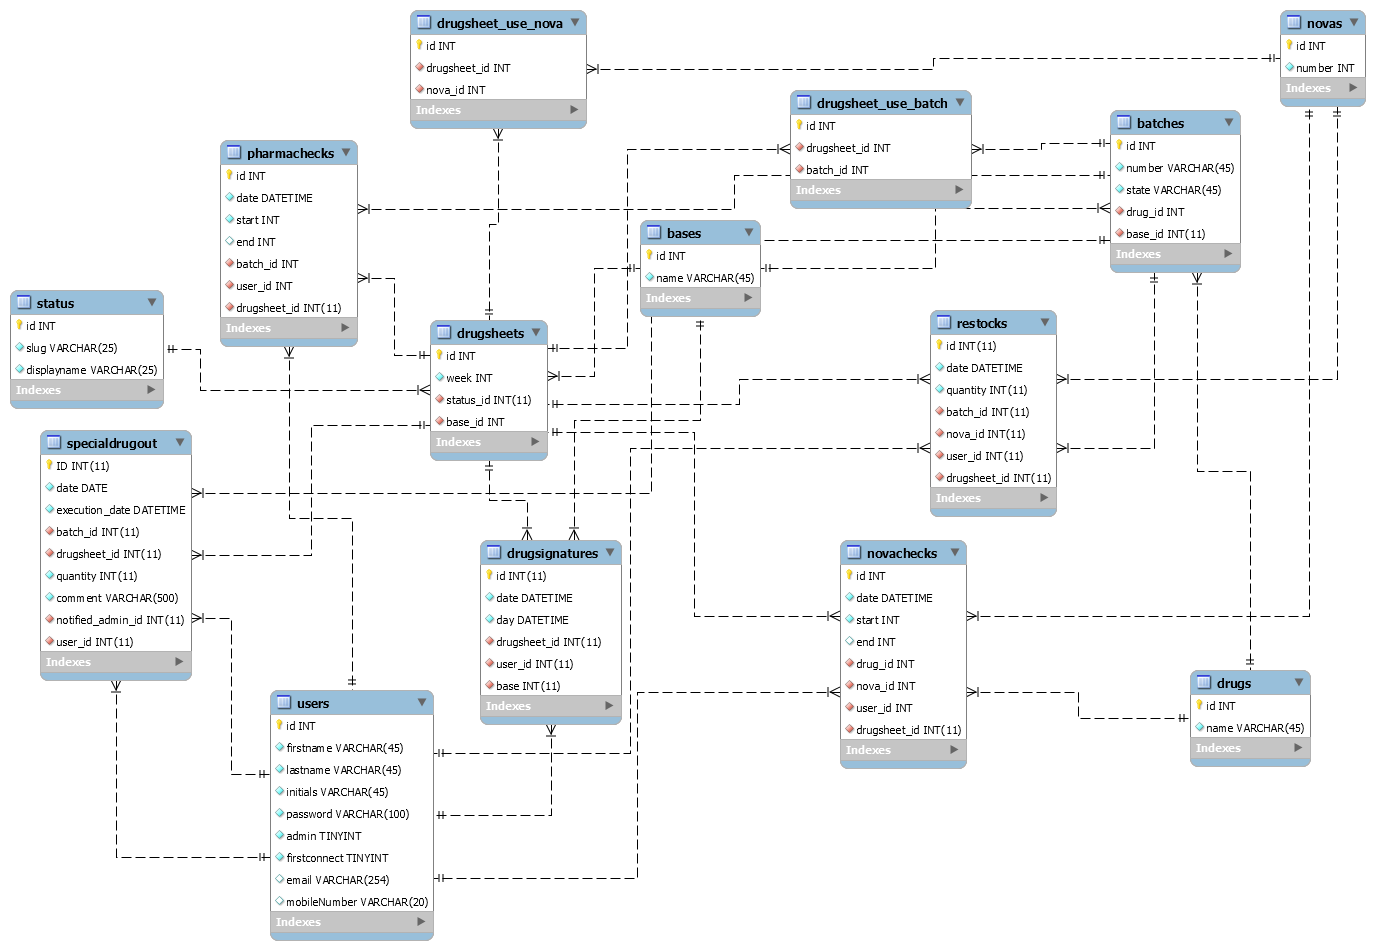 drugsheet_use_nova
id INT
drugsheet_id INT
nova_id INT
Indexes
novas
id INT
number INT
Indexes
drugsheet_use_batch
id INT
drugsheet_id INT
batch_id INT
Indexes
batches
id INT
number VARCHAR(45)
state VARCHAR(45)
drug_id INT
base_id INT(11)
Indexes
pharmachecks
id INT
date DATETIME
start INT
end INT
batch_id INT
user_id INT
drugsheet_id INT(11)
Indexes
bases
id INT
name VARCHAR(45)
Indexes
status
id INT
slug VARCHAR(25)
displayname VARCHAR(25)
Indexes
drugsheets
id INT
week INT
status_id INT(11)
base_id INT
Indexes
restocks
id INT(11)
date DATETIME
quantity INT(11)
batch_id INT(11)
nova_id INT(11)
user_id INT(11)
drugsheet_id INT(11)
Indexes
specialdrugout
ID INT(11)
date DATE
execution_date DATETIME
batch_id INT(11)
drugsheet_id INT(11)
quantity INT(11)
comment VARCHAR(500)
notified_admin_id INT(11)
user_id INT(11)
Indexes
drugsignatures
id INT(11)
date DATETIME
day DATETIME
drugsheet_id INT(11)
user_id INT(11)
base INT(11)
Indexes
novachecks
id INT
date DATETIME
start INT
end INT
drug_id INT
nova_id INT
user_id INT
drugsheet_id INT(11)
Indexes
drugs
id INT
name VARCHAR(45)
Indexes
users
id INT
firstname VARCHAR(45)
lastname VARCHAR(45)
initials VARCHAR(45)
password VARCHAR(100)
admin TINYINT
firstconnect TINYINT
email VARCHAR(254)
mobileNumber VARCHAR(20)
Indexes